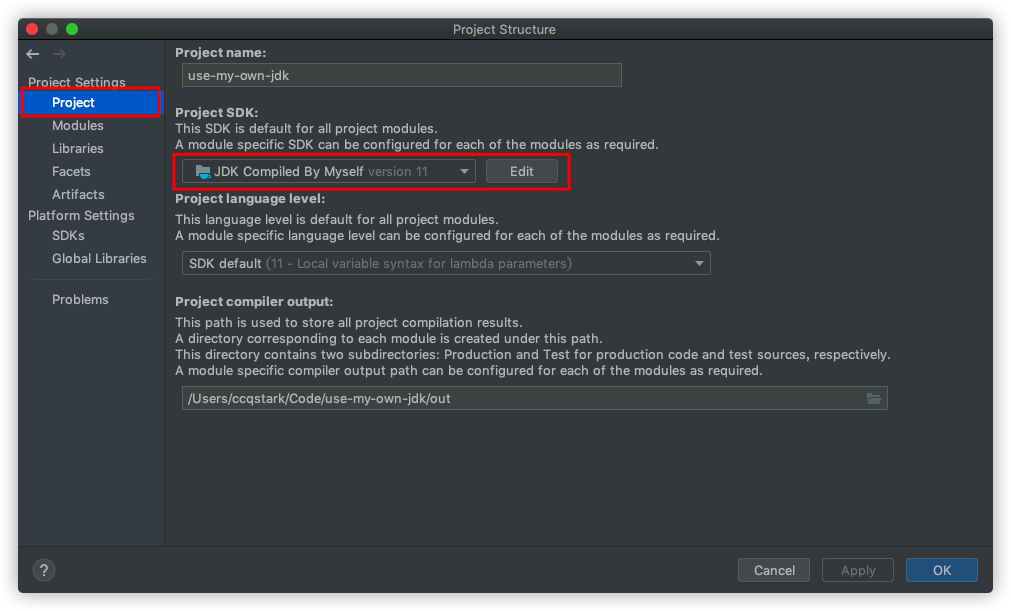 Project Structure
Project Settings
Project
Modules
Libraries
Facets
Artifacts
Platform Settings
SDKs
Global Libraries
Problems
Project name:
use-my-own-jdk
Project SDK:
This SDK is default for all project modules.
A module specific SDK can be configured for each of the modules as required.
JDK Compiled By Myself version 11
Edit
Project language level:
This language level is default for all project modules.
A module specific language level can be configured for each of the modules as required.
SDK default (11 - Local variable syntax for lambda parameters)
Project compiler output:
This path is used to store all project compilation results.
A directory corresponding to each module is created under this path.
This directory contains two subdirectories: Production and Test for production code and test sources, respectively.
A module specific compiler output path can be configured for each of the modules as required.
/Users/ccqstark/Code/use-my-own-jdk/out
?
Cancel
Apply
OK